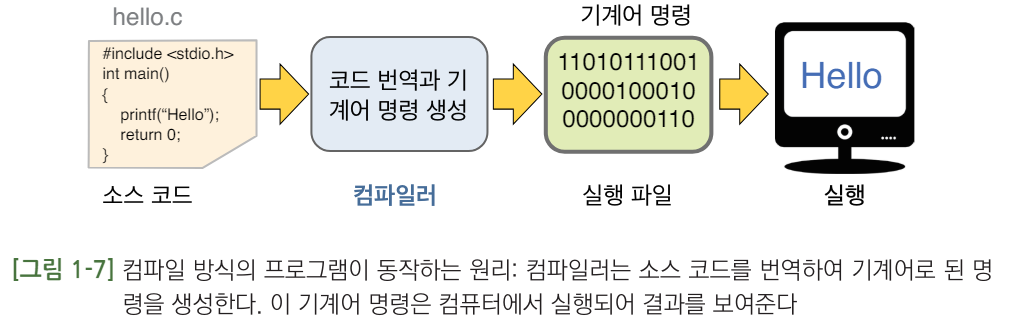 hello.c
#include <stdio.h>
int main()
{
printf(“Hello”);
return 0;
}
소스 코드
코드 번역과 기
계어 명령 생성
컴파일러
기계어 명령
11010111001
0000100010
0000000110
실행 파일
Hello
실행
[그림 1-7] 컴파일 방식의 프로그램이 동작하는 원리: 컴파일러는 소스 코드를 번역하여 기계어로 된 명
령을 생성한다. 이 기계어 명령은 컴퓨터에서 실행되어 결과를 보여준다